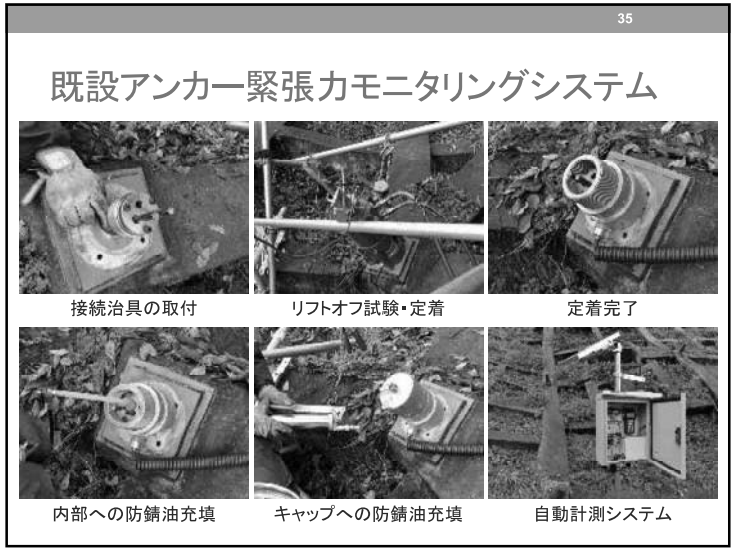 35
既設アンカー緊張力モニタリングシステム
接続治具の取付
リフトオフ試験・定着
定着完了
内部への防錆油充填
キャップへの防錆油充填
自動計測システム